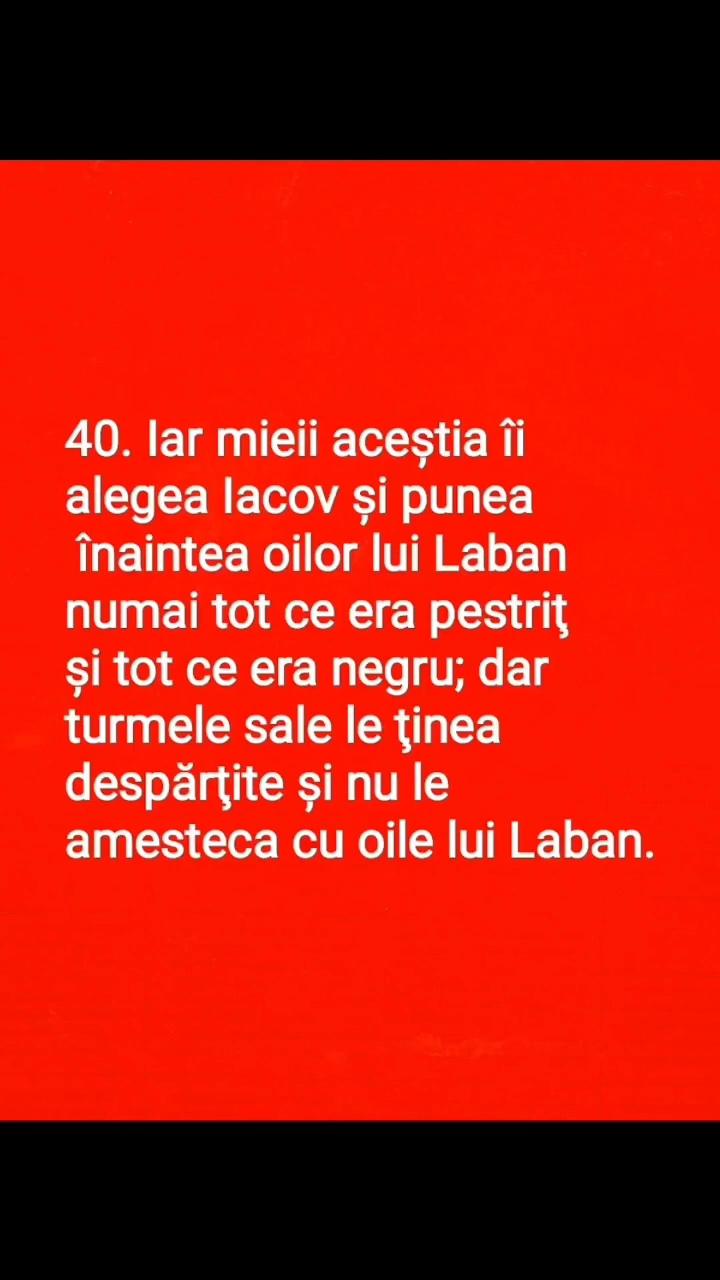 40. Iar mieii aceștia îi
alegea Iacov și punea
înaintea oilor lui Laban
numai tot ce era pestriţ
și tot ce era negru; dar
turmele sale le ţinea
despărţite și nu le
amesteca cu oile lui Laban.